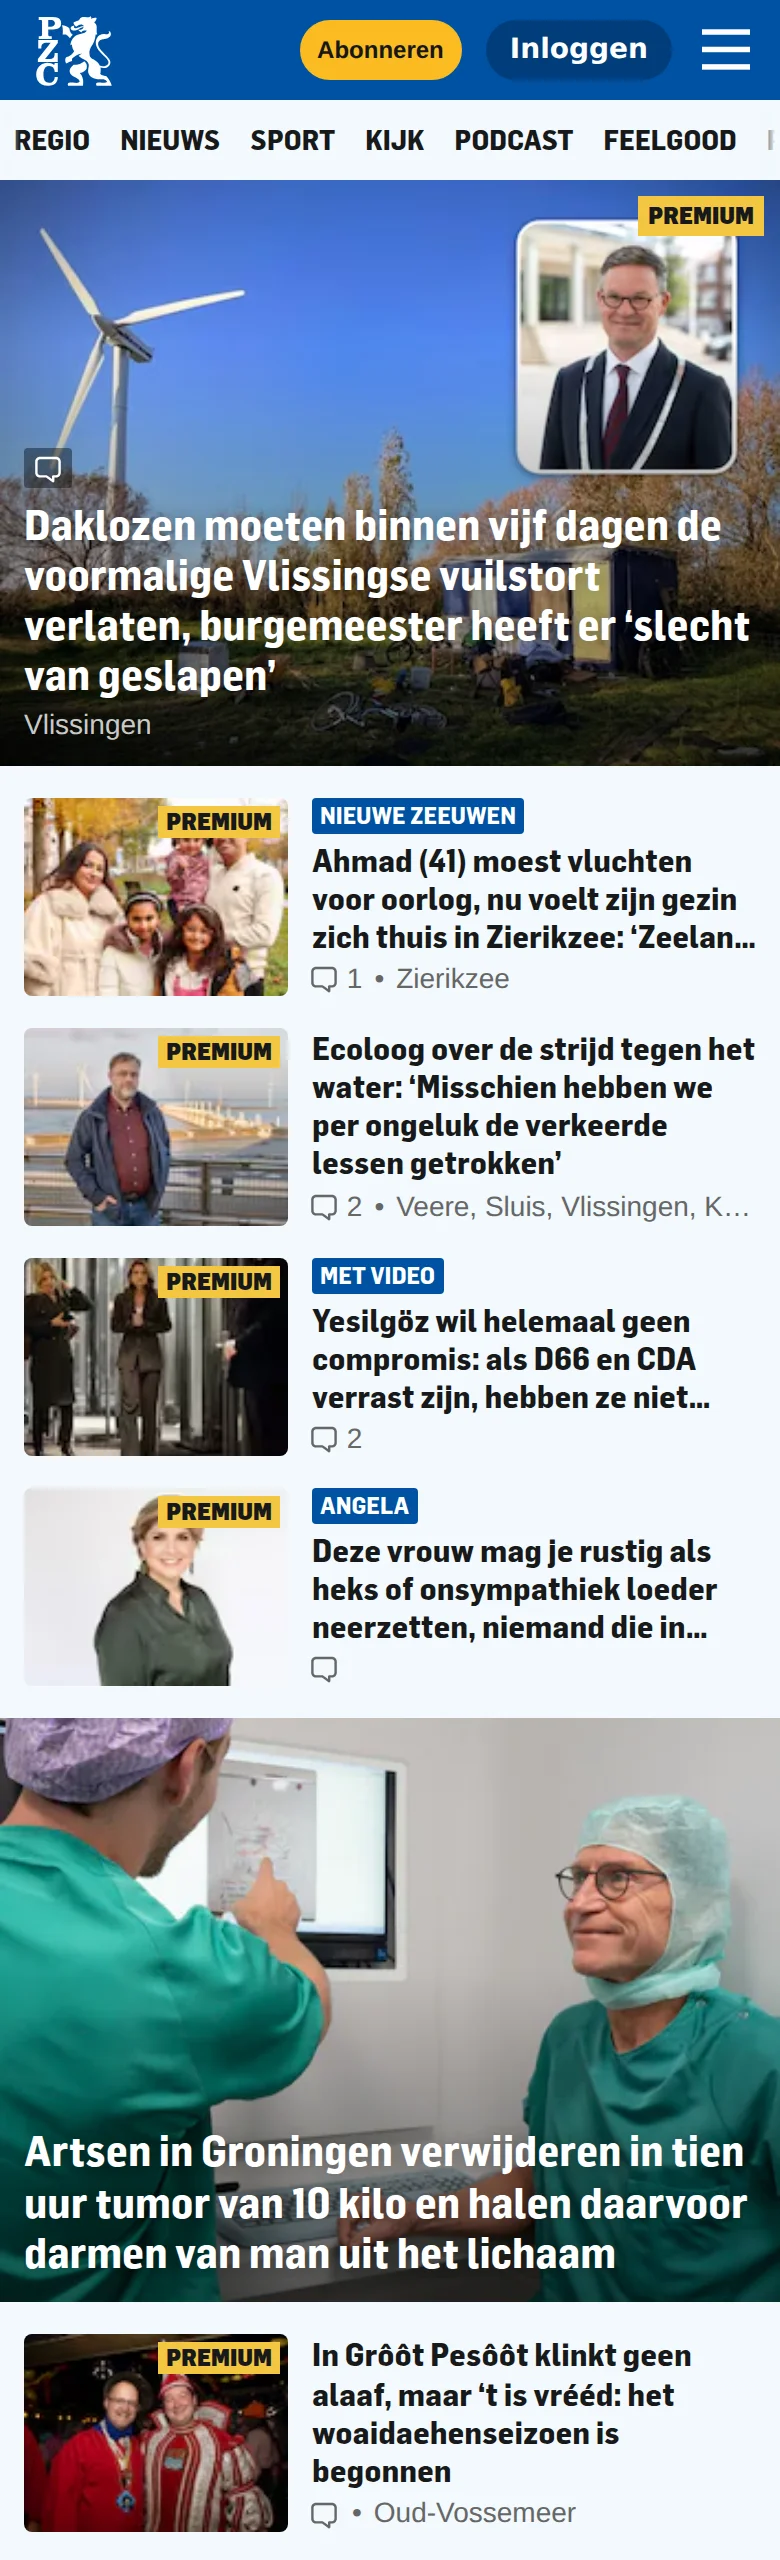 PZC
Abonneren
Inloggen
REGIO NIEUWS SPORT KIJK PODCAST FEELGOOD
PREMIUM
Daklozen moeten binnen vijf dagen de
voormalige Vlissingse vuilstort
verlaten, burgemeester heeft er ‘slecht
van geslapen’
Vlissingen
PREMIUM
NIEUWE ZEEUWEN
Ahmad (41) moest vluchten
voor oorlog, nu voelt zijn gezin
zich thuis in Zierikzee: ‘Zeelan...
1 • Zierikzee
PREMIUM
Ecoloog over de strijd tegen het
water: ‘Misschien hebben we
per ongeluk de verkeerde
lessen getrokken’
2 • Veere, Sluis, Vlissingen, K...
PREMIUM
MET VIDEO
Yesilgöz wil helemaal geen
compromis: als D66 en CDA
verrast zijn, hebben ze niet...
2
PREMIUM
ANGELA
Deze vrouw mag je rustig als
heks of onsympathiek loeder
neerzetten, niemand die in...
Artsen in Groningen verwijderen in tien
uur tumor van 10 kilo en halen daarvoor
darmen van man uit het lichaam
PREMIUM
In Grôôt Pesôôt klinkt geen
alaaf, maar ‘t is vrééd: het
woaidaehenseizoen is
begonnen
• Oud-Vossemeer